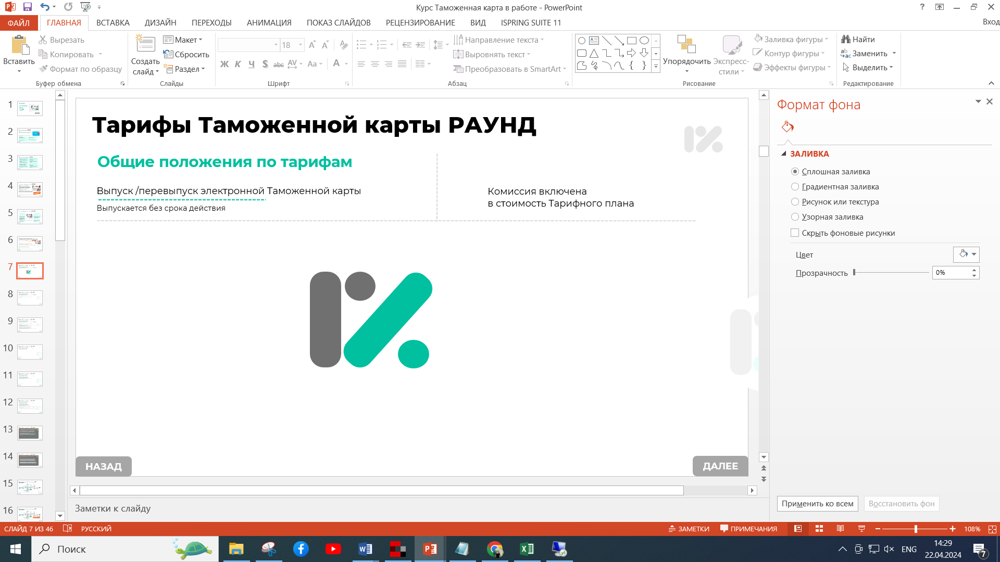 Курс Таможенная карта в работе - PowerPoint
ФАЙЛ ГЛАВНАЯ ВСТАВКА ДИЗАЙН ПЕРЕХОДЫ АНИМАЦИЯ ПОКАЗ СЛАЙДОВ РЕЦЕНЗИРОВАНИЕ ВИД ISPRING SUITE 11 Вход
Вставить
Вырезать
Копировать
Формат по образцу
Буфер обмена
Создать
слайд
Макет
Сбросить
Раздел
Слайды
18
Ж К Ч S abc AV Aa A
Шрифт
Направление текста
Выровнять текст
Преобразовать в SmartArt
Абзац
Упорядочить
Экспресс-
стили
Заливка фигуры
Контур фигуры
Эффекты фигуры
Рисование
Найти
Заменить
Выделить
Редактирование
1
2
3
4
5
6
7
8
9
10
11
12
13
14
15
16
Тарифы Таможенной карты РАУНД
Общие положения по тарифам
Выпуск /перевыпуск электронной Таможенной карты
Выпускается без срока действия
Комиссия включена
в стоимость Тарифного плана
НАЗАД
ДАЛЕЕ
Заметки к слайду
Формат фона
ЗАЛИВКА
Сплошная заливка
Градиентная заливка
Рисунок или текстура
Узорная заливка
Скрыть фоновые рисунки
Цвет
Прозрачность 0%
Применить ко всем Восстановить фон
СЛАЙД 7 ИЗ 46 РУССКИЙ ЗАМЕТКИ ПРИМЕЧАНИЯ 108%
Поиск
ENG
14:29
22.04.2024
7